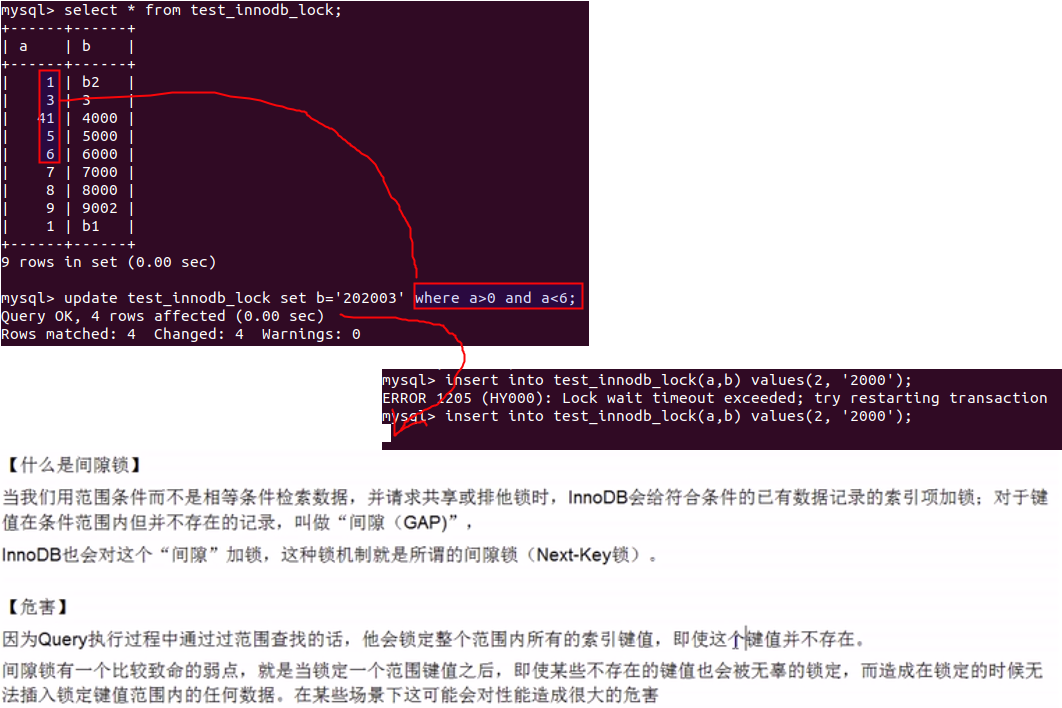 mysql> select * from test_innodb_lock;
+------+------+
| a    | b    |
+------+------+
|    1 | b2   |
|    3 | 3    |
|   41 | 4000 |
|    5 | 5000 |
|    6 | 6000 |
|    7 | 7000 |
|    8 | 8000 |
|    9 | 9002 |
|    1 | b1   |
+------+------+
9 rows in set (0.00 sec)
mysql> update test_innodb_lock set b='202003' where a>0 and a<6;
Query OK, 4 rows affected (0.00 sec)
Rows matched: 4  Changed: 4  Warnings: 0
mysql> insert into test_innodb_lock(a,b) values(2, '2000');
ERROR 1205 (HY000): Lock wait timeout exceeded; try restarting transaction
mysql> insert into test_innodb_lock(a,b) values(2, '2000');
【什么是间隙锁】
当我们用范围条件而不是相等条件检索数据，并请求共享或排他锁时，InnoDB会给符合条件的已有数据记录的索引项加锁；对于键
值在条件范围内但并不存在的记录，叫做“间隙（GAP)”，
InnoDB也会对这个“间隙”加锁，这种锁机制就是所谓的间隙锁（Next-Key锁）。
【危害】
因为Query执行过程中通过过范围查找的话，他会锁定整个范围内所有的索引键值，即使这个键值并不存在。
间隙锁有一个比较致命的弱点，就是当锁定一个范围键值之后，即使某些不存在的键值也会被无辜的锁定，而造成在锁定的时候无
法插入锁定键值范围内的任何数据。在某些场景下这可能会对性能造成很大的危害